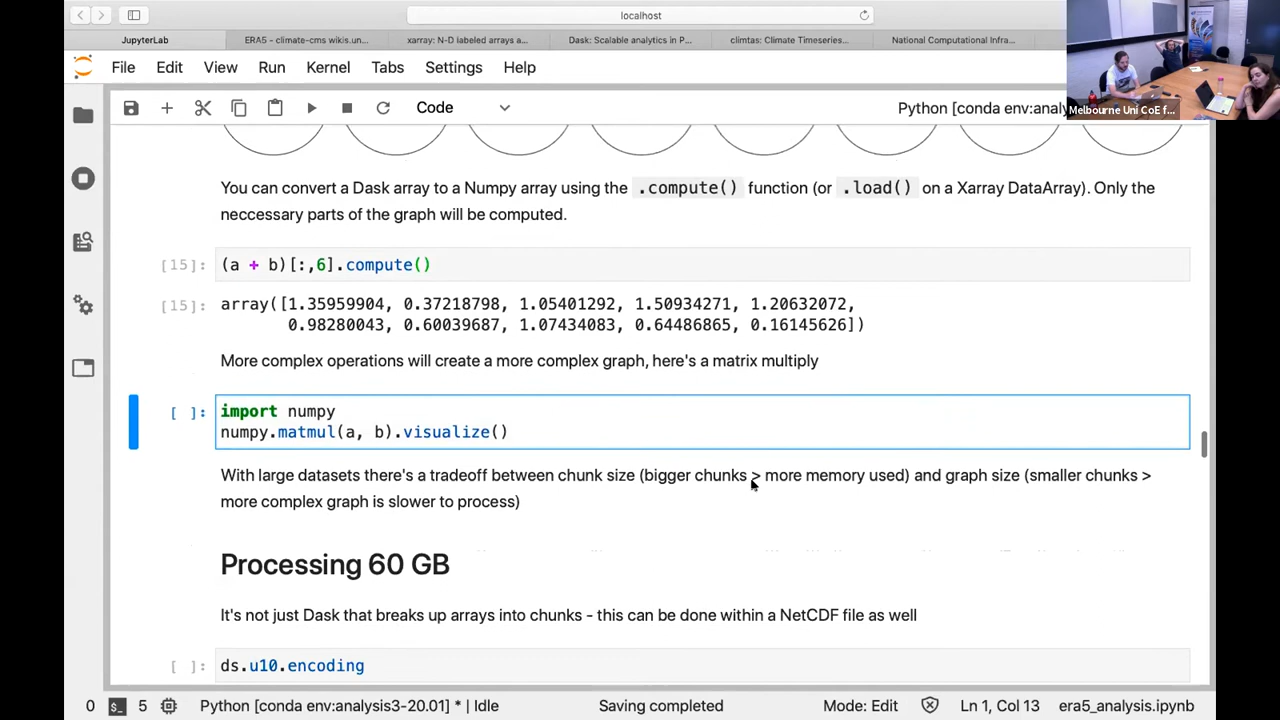 localhost
JupyterLab
ERA5 - climate-cms wikis.un...
xarray: N-D labeled arrays a...
Dask: Scalable analytics in P...
climtas: Climate Timeseries...
National Computational Infra...
File Edit View Run Kernel Tabs Settings Help
Code
Python [conda env:analysis
Melbourne Uni CoE f...
You can convert a Dask array to a Numpy array using the .compute() function (or .load() on a Xarray DataArray). Only the
neccessary parts of the graph will be computed.
[15]: (a + b)[:,6].compute()
[15]: array([1.35959904, 0.37218798, 1.05401292, 1.50934271, 1.20632072,
0.98280043, 0.60039687, 1.07434083, 0.64486865, 0.16145626])
More complex operations will create a more complex graph, here's a matrix multiply
[ ]: import numpy
numpy.matmul(a, b).visualize()
With large datasets there's a tradeoff between chunk size (bigger chunks > more memory used) and graph size (smaller chunks >
more complex graph is slower to process)
Processing 60 GB
It's not just Dask that breaks up arrays into chunks - this can be done within a NetCDF file as well
[ ]: ds.u10.encoding
0 5 Python [conda env:analysis3-20.01] * | Idle Saving completed Mode: Edit Ln 1, Col 13 era5_analysis.ipynb